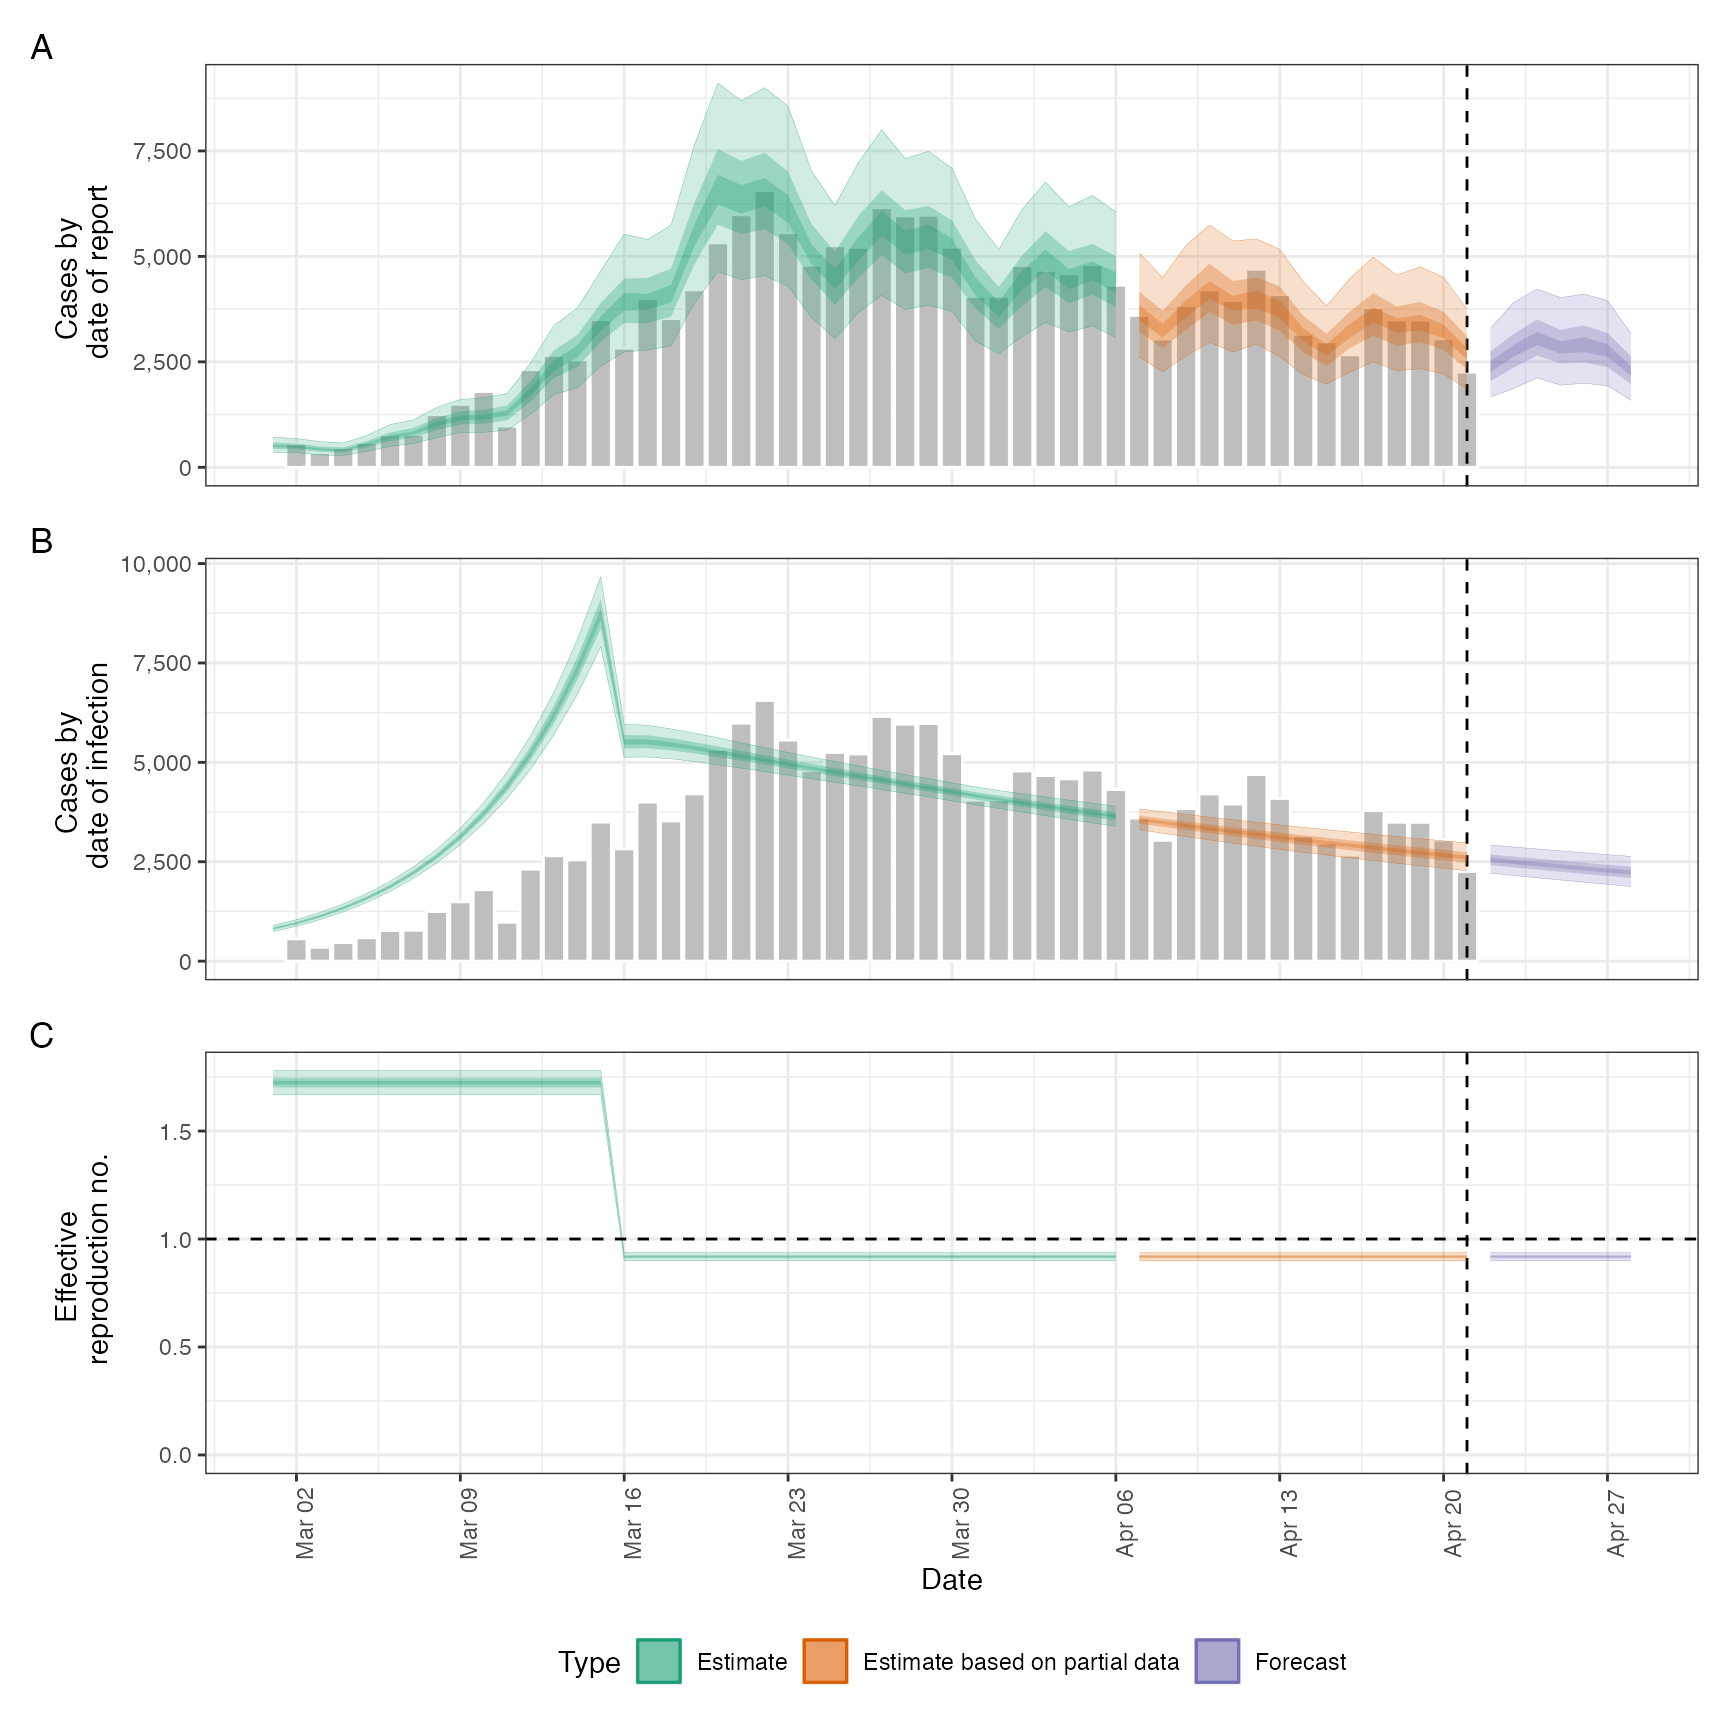 A
Cases by
date of report
7,500
5,000
2,500
0
B
Cases by
date of infection
10,000
7,500
5,000
2,500
0
C
Effective
reproduction no.
1.5
1.0
0.5
0.0
Mar 02
Mar 09
Mar 16
Mar 23
Mar 30
Apr 06
Apr 13
Apr 20
Apr 27
Date
Type
Estimate
Estimate based on partial data
Forecast